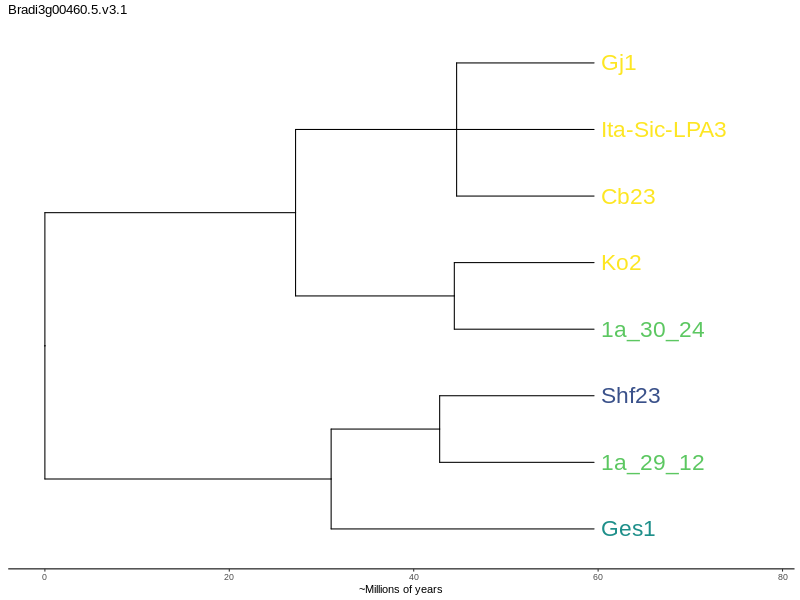 Bradi3g00460.5.v3.1
Gj1
Ita-Sic-LPA3
Cb23
Ko2
1a_30_24
Shf23
1a_29_12
Ges1
0 20 40 60 80
~Millions of years